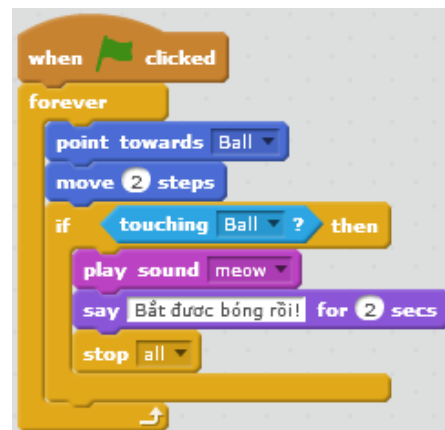 when clicked
forever
point towards Ball
move 2 steps
if touching Ball ? then
play sound meow
say Bắt đươc bóng rồi! for 2 secs
stop all